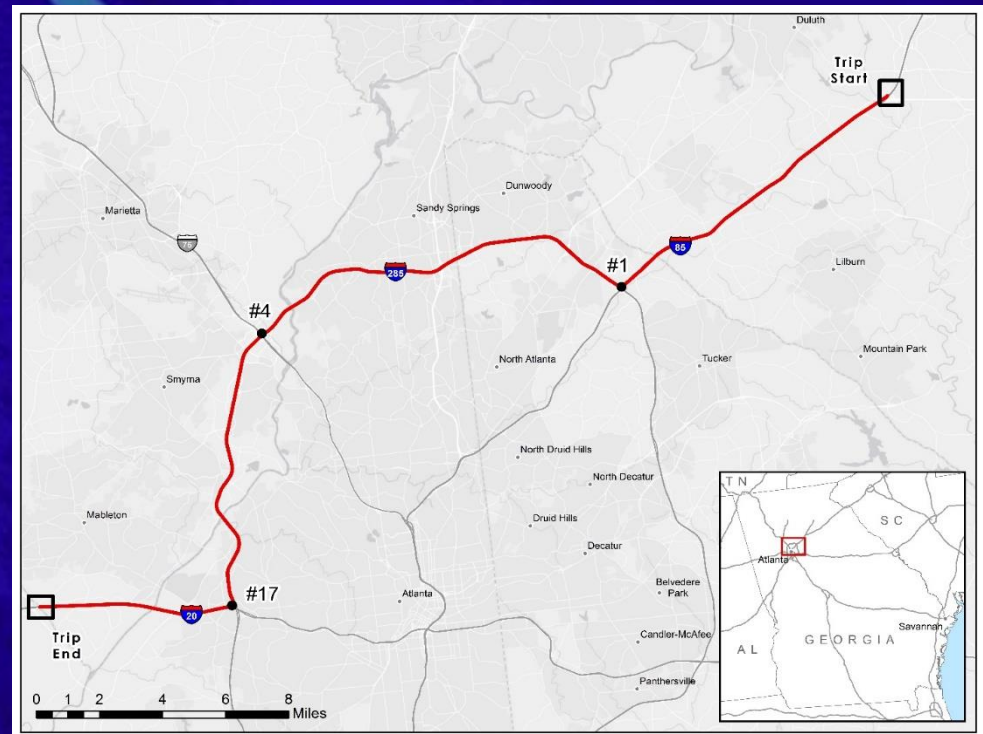 Duluth
Trip
Start
Dunwoody
Marietta
Sandy Springs
75
85
#1
285
Lilburn
#4
Mountain Park
North Atlanta
Tucker
Smyrna
North Druid Hills
North Decatur
TN
SC
Mableton
Druid Hills
Decatur
Atlanta
Belvedere
Park
#17
Atlanta
20
Savannah
Trip
End
Candler-McAfee
GEORGIA
AL
Panthersville
0 1 2 4 6 8
Miles